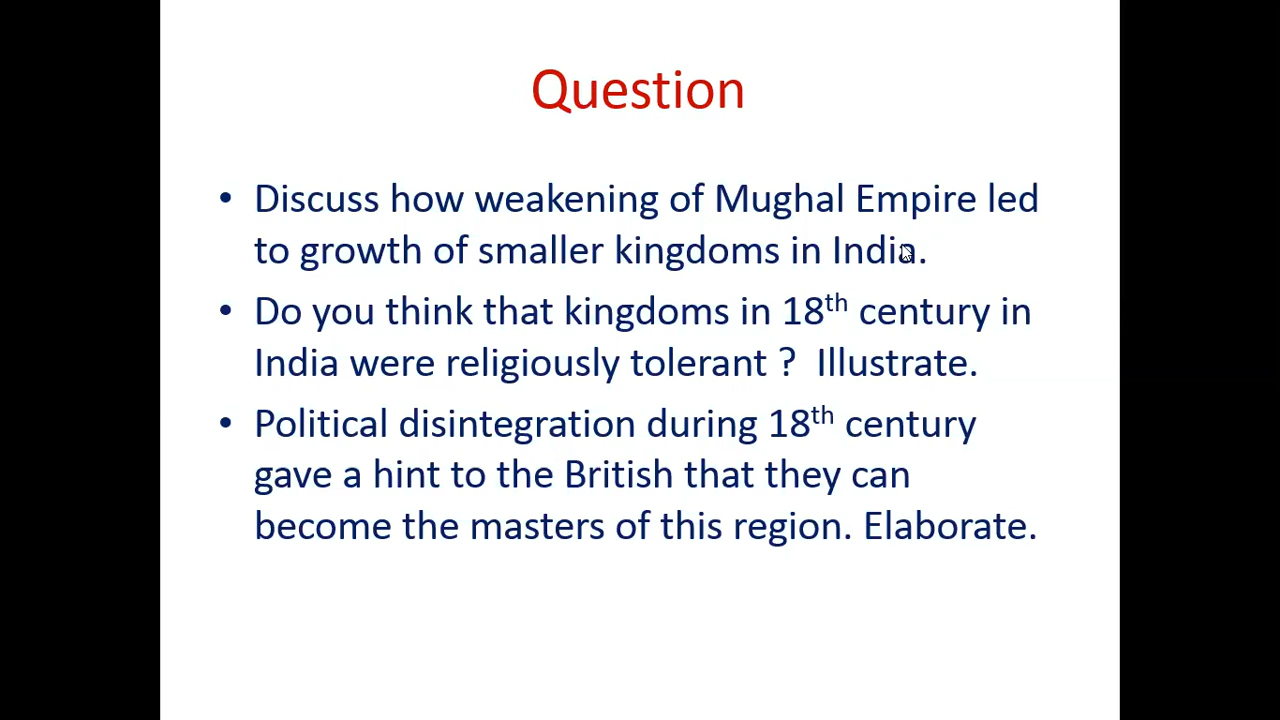 Question
• Discuss how weakening of Mughal Empire led
to growth of smaller kingdoms in India.
• Do you think that kingdoms in 18th century in
India were religiously tolerant ? Illustrate.
• Political disintegration during 18th century
gave a hint to the British that they can
become the masters of this region. Elaborate.